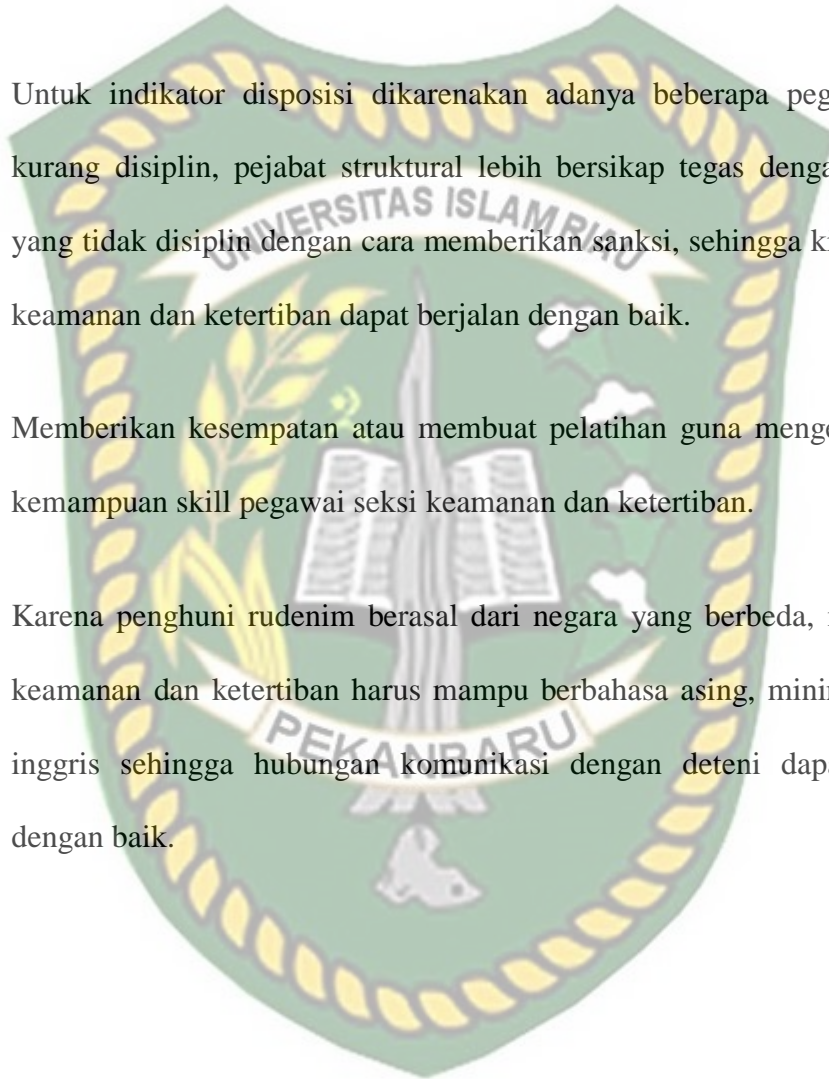 Untuk indikator disposisi dikarenakan adanya beberapa peg
kurang disiplin, pejabat struktural lebih bersikap tegas denga
yang tidak disiplin dengan cara memberikan sanksi, sehingga ki
UNIVERSITAS ISLAM RIAU
keamanan dan ketertiban dapat berjalan dengan baik.
Memberikan kesempatan atau membuat pelatihan guna menge
kemampuan skill pegawai seksi keamanan dan ketertiban.
Karena penghuni rudenim berasal dari negara yang berbeda,
keamanan dan ketertiban harus mampu berbahasa asing, mini
PEKANBARU
inggris sehingga hubungan komunikasi dengan deteni dapa
dengan baik.